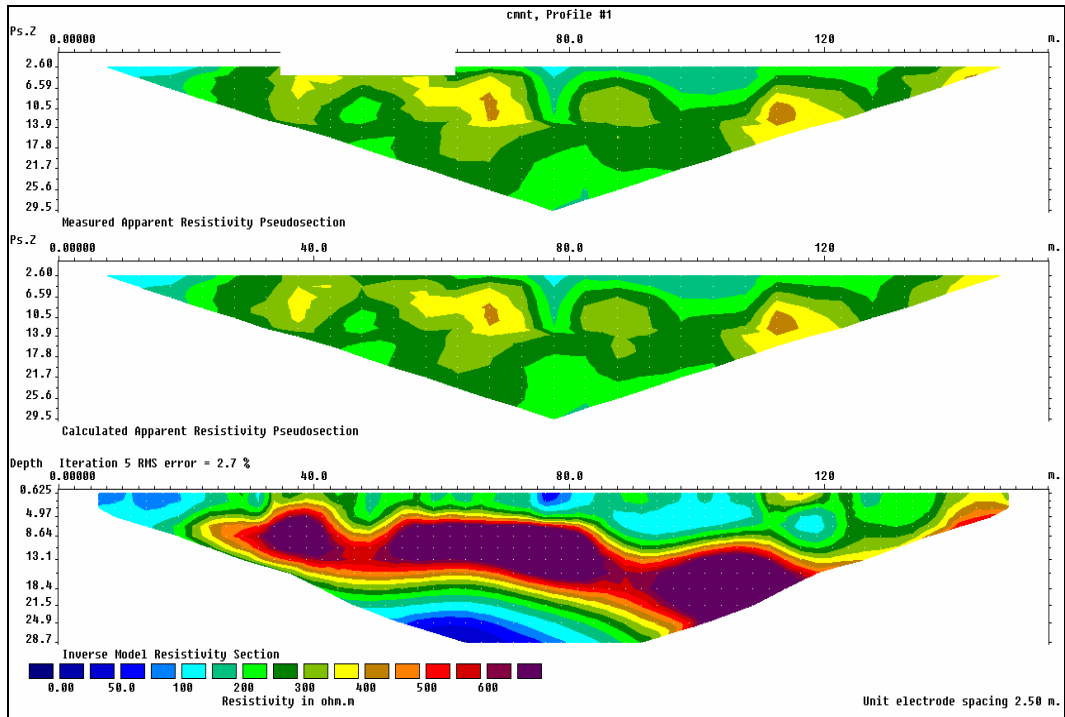 cmnt, Profile #1
Ps.Z 0.00000 80.0 120 m.
2.60
6.59
10.5
13.9
17.8
21.7
25.6
29.5
Measured Apparent Resistivity Pseudosection
Ps.Z 0.00000 40.0 80.0 120 m.
2.60
6.59
10.5
13.9
17.8
21.7
25.6
29.5
Calculated Apparent Resistivity Pseudosection
Depth Iteration 5 RMS error = 2.7 %
0.00000 40.0 80.0 120 m.
0.625
4.97
8.64
13.1
18.4
21.5
24.9
28.7
Inverse Model Resistivity Section
0.00 50.0 100 200 300 400 500 600
Resistivity in ohm.m Unit electrode spacing 2.50 m.